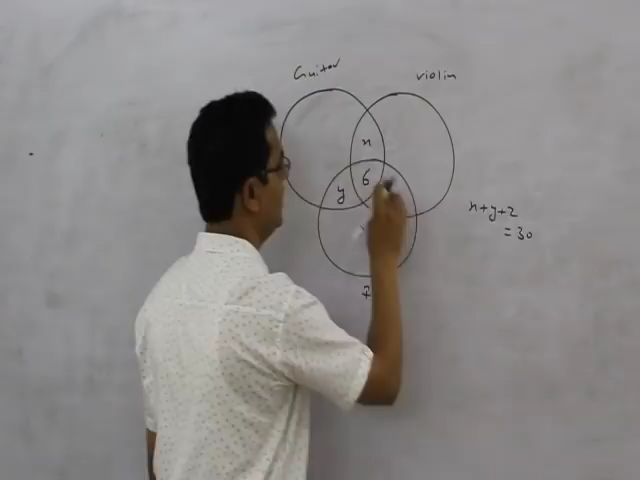 Guitar
violin
x
6
y
x+y+z
= 30